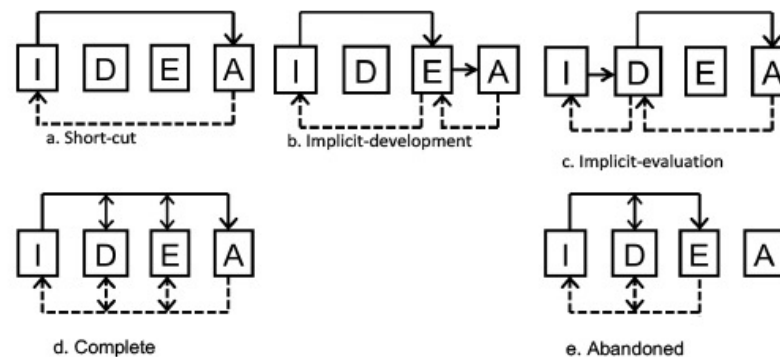 I D E A
a. Short-cut
I D E A
b. Implicit-development
I D E A
c. Implicit-evaluation
I D E A
d. Complete
I D E A
e. Abandoned